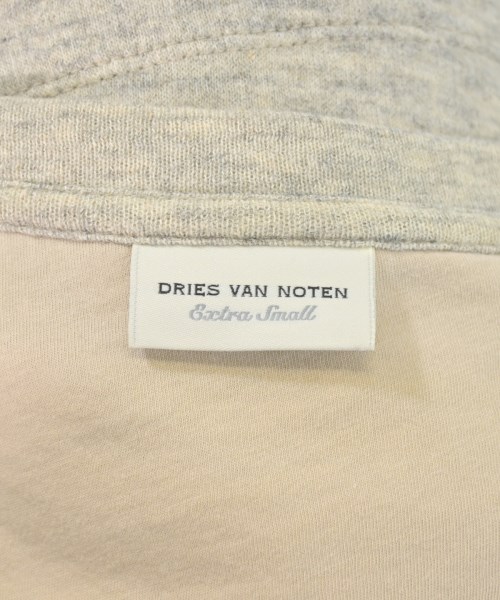 DRIES VAN NOTEN
Extra Small